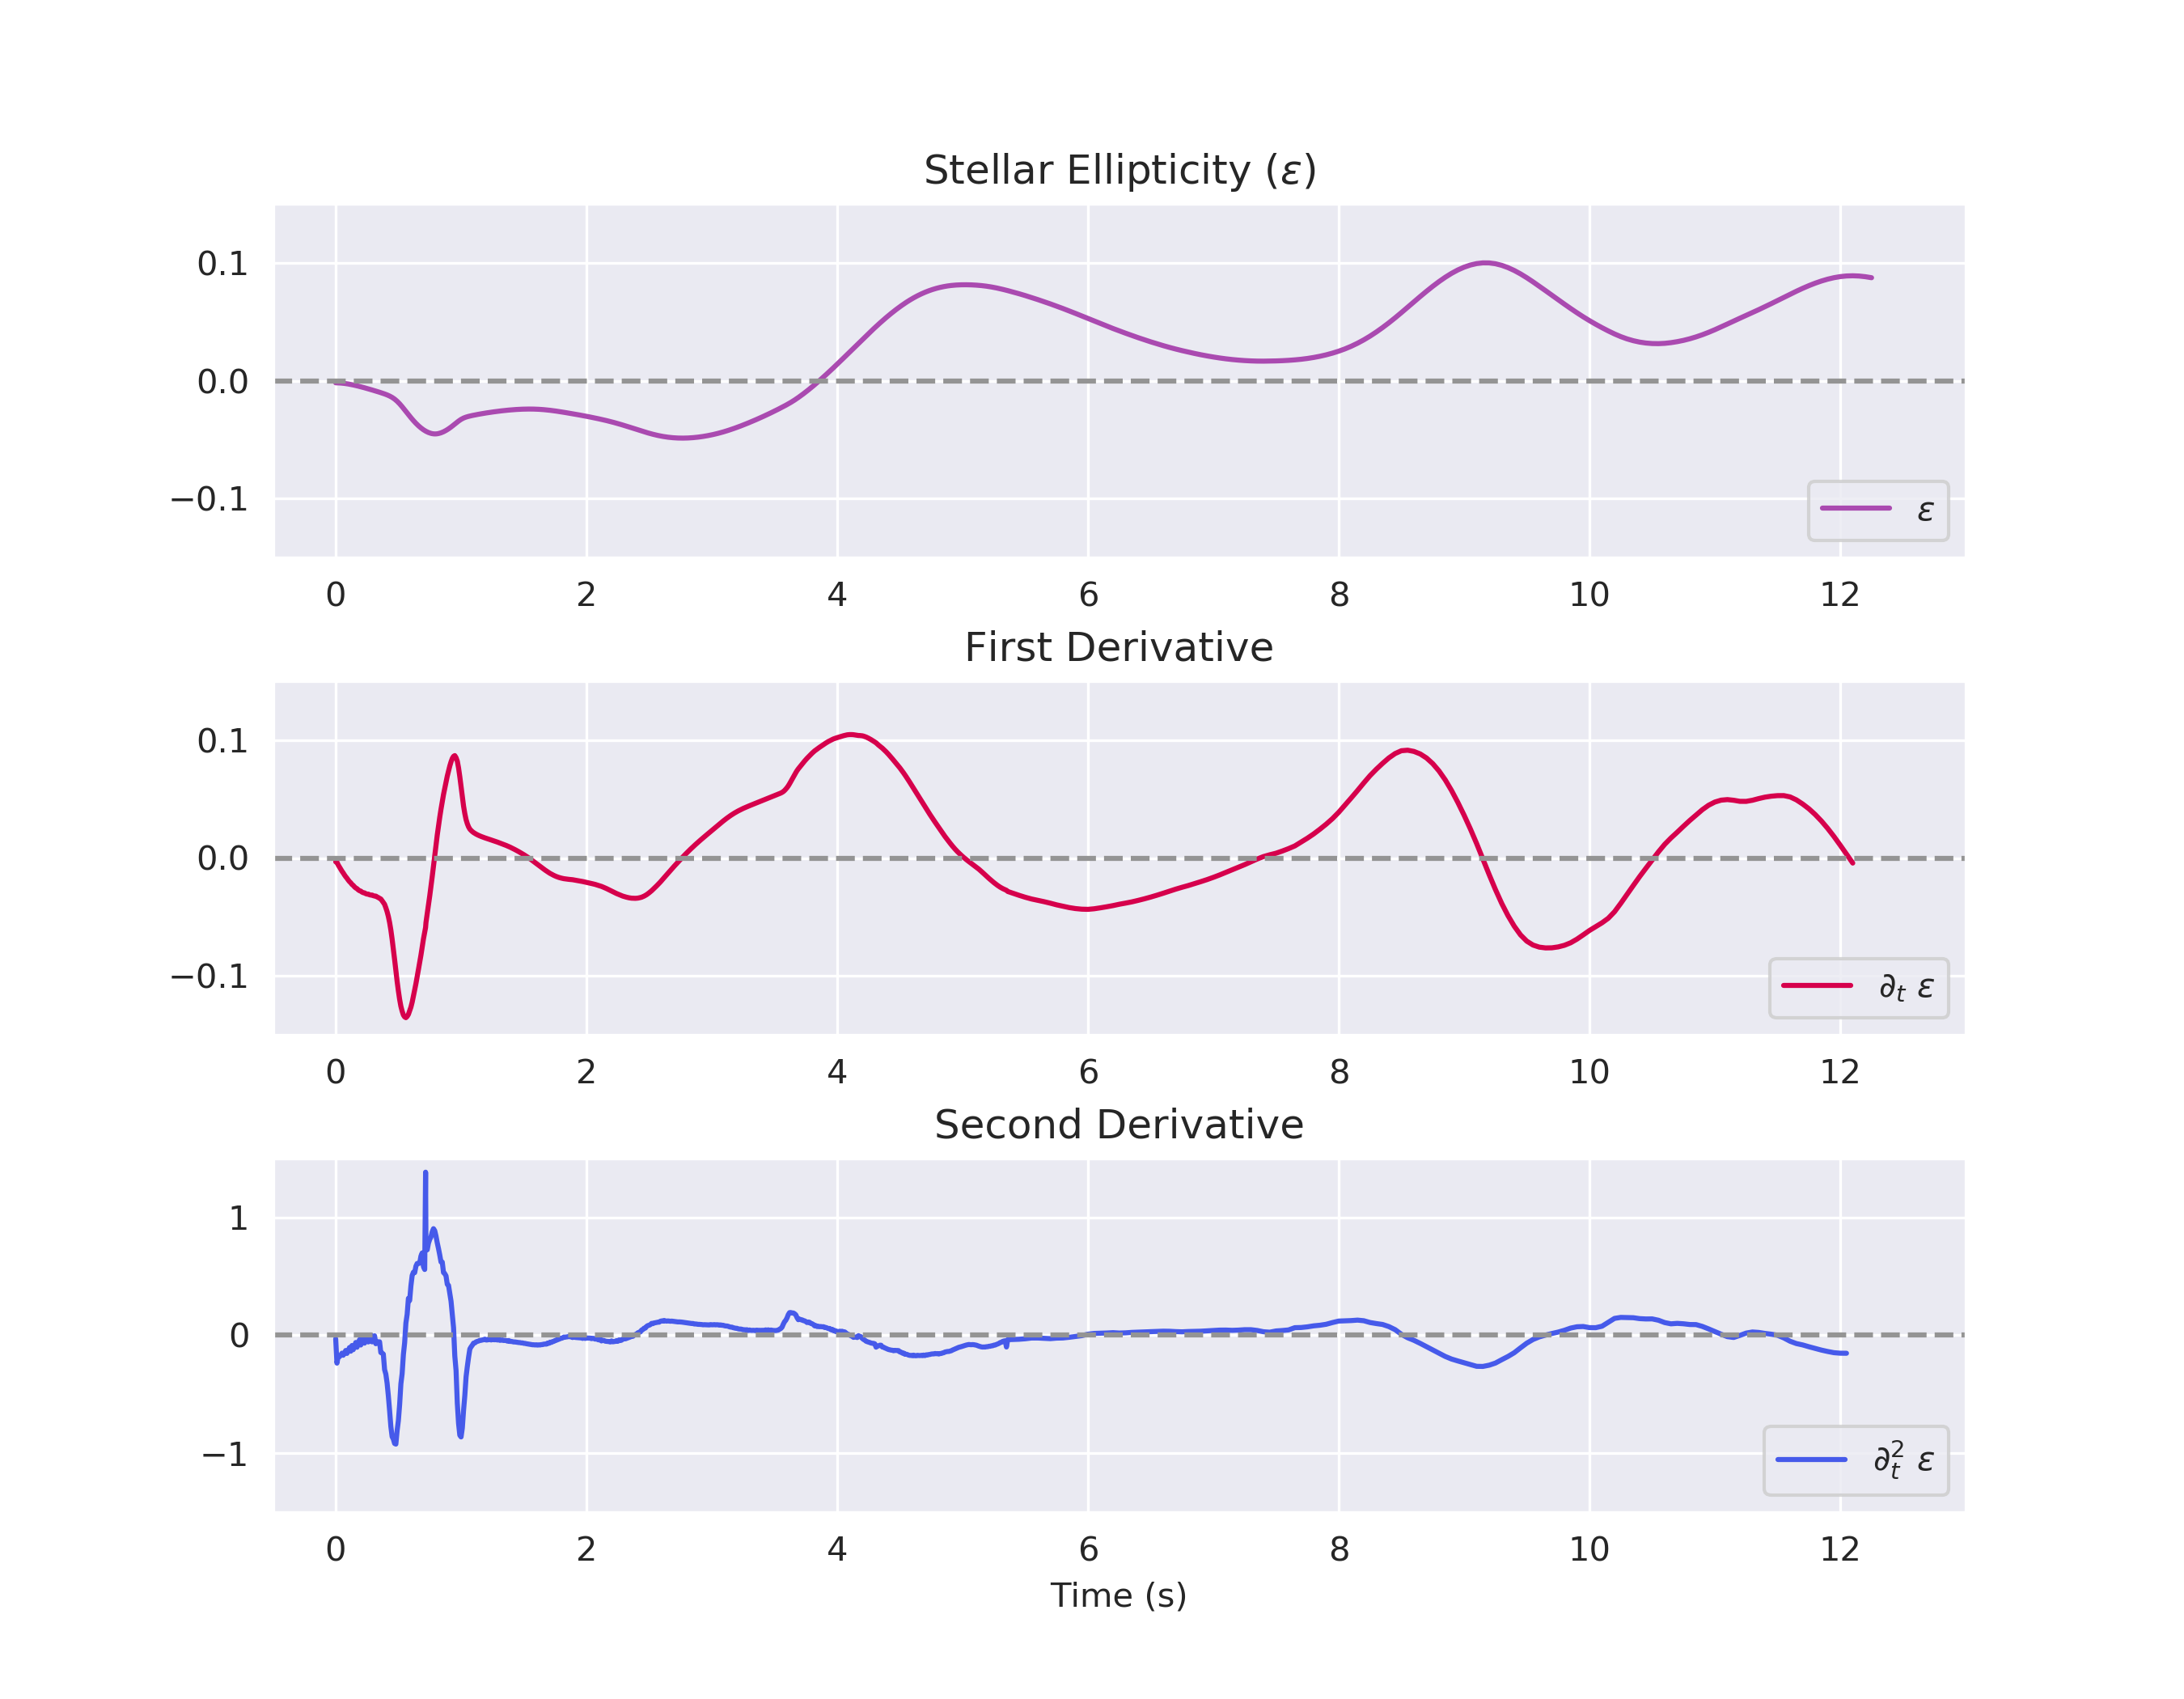 Stellar Ellipticity (ε)
0.1
0.0
−0.1
ε
0 2 4 6 8 10 12
First Derivative
0.1
0.0
−0.1
∂ₜ ε
0 2 4 6 8 10 12
Second Derivative
1
0
−1
∂ₜ² ε
0 2 4 6 8 10 12
Time (s)